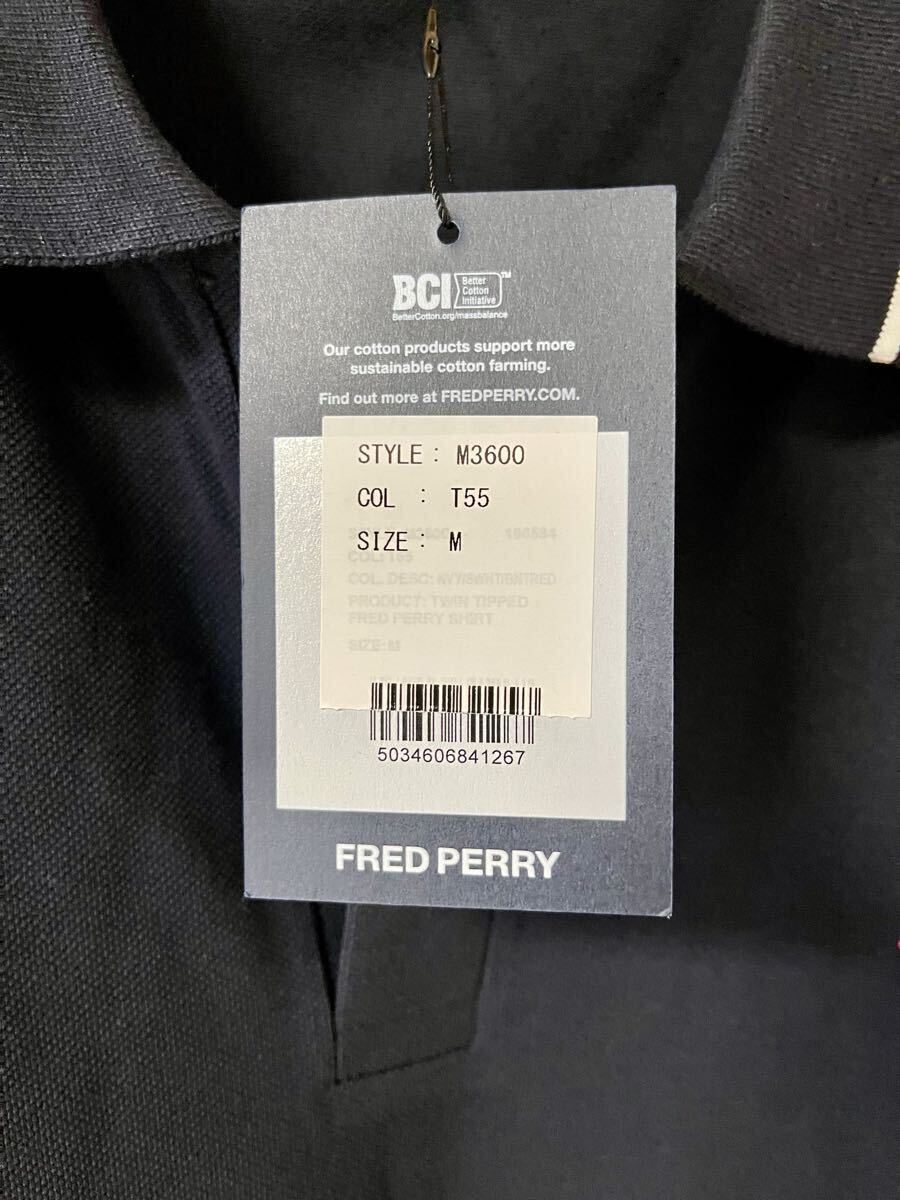 BCI Better Cotton Initiative™
BetterCotton.org/massbalance
Our cotton products support more
sustainable cotton farming.
Find out more at FREDPERRY.COM.
STYLE : M3600
COL : T55
SIZE : M
COL. DESC: NVY/SWHT/BNTRED
PRODUCT: TWIN TIPPED
FRED PERRY SHIRT
SIZE: M
5034606841267
FRED PERRY